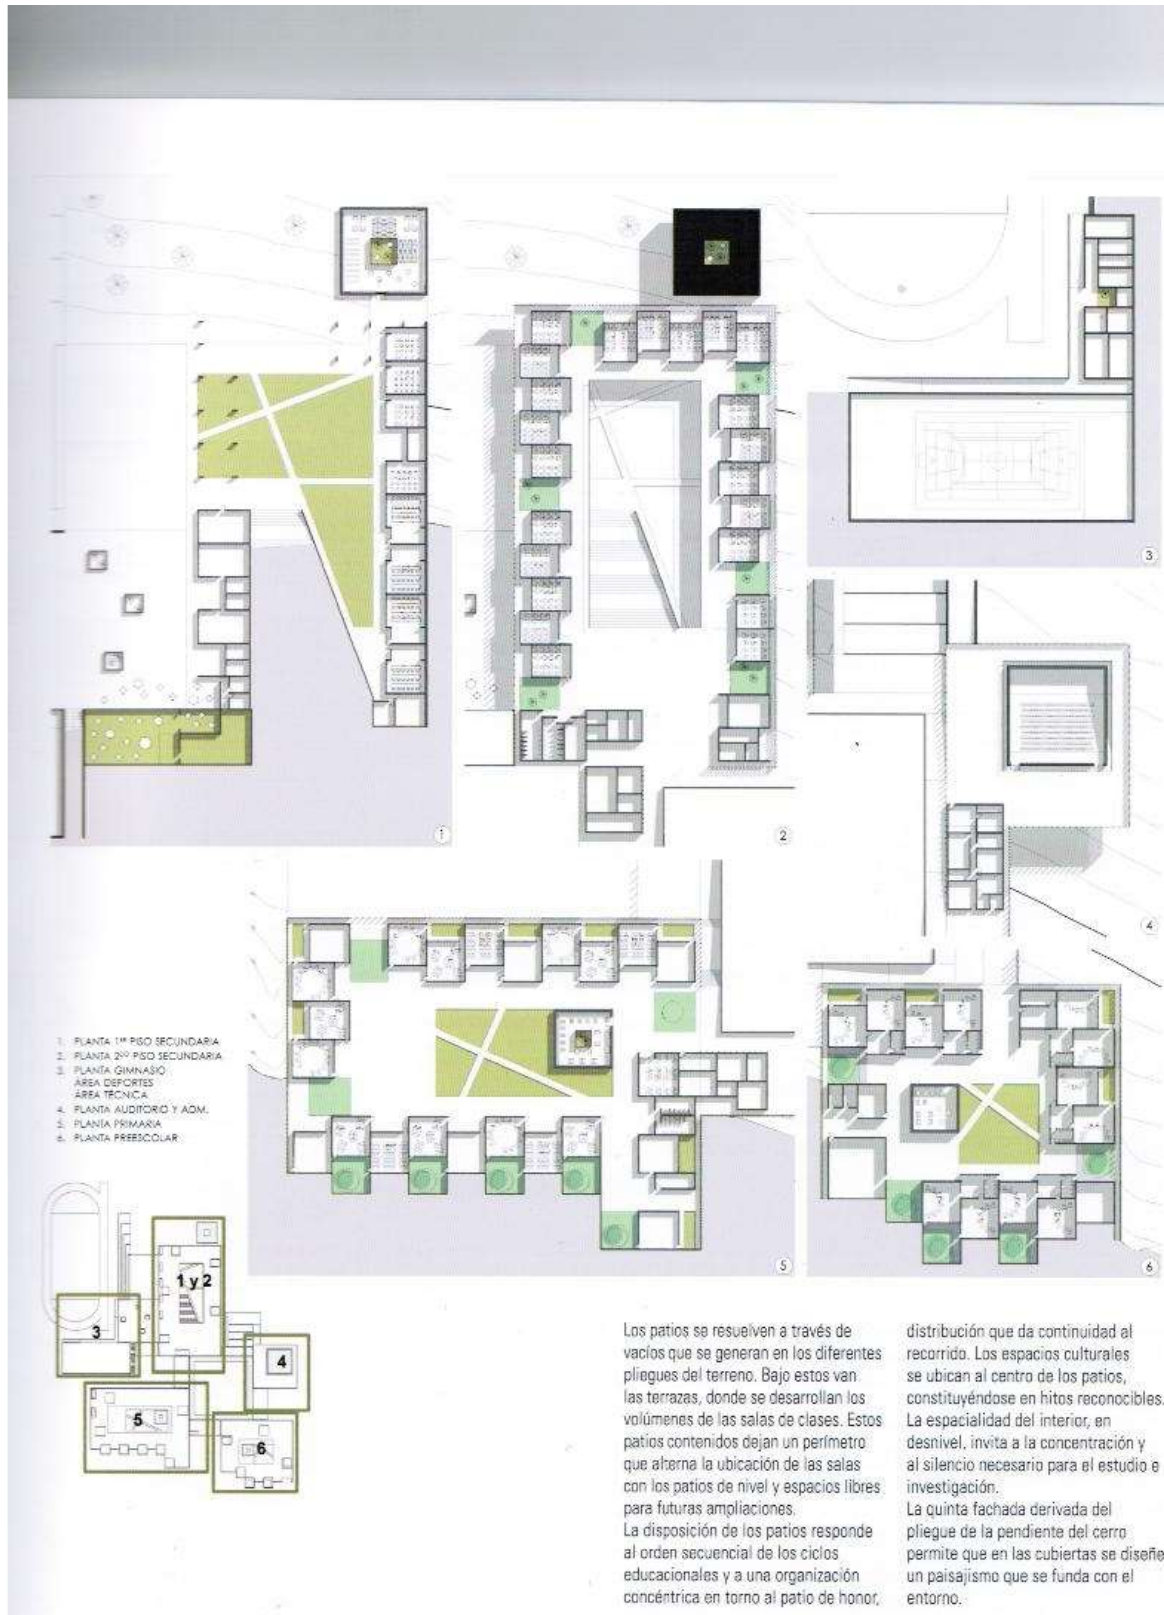 1
2
3
4
5
6
1. PLANTA 1ᵉʳ PISO SECUNDARIA
2. PLANTA 2ᴰᴼ PISO SECUNDARIA
3. PLANTA GIMNASIO
ÁREA DEPORTES
ÁREA TÉCNICA
4. PLANTA AUDITORIO Y ADM.
5. PLANTA PRIMARIA
6. PLANTA PREESCOLAR
1 y 2
3
4
5
6
Los patios se resuelven a través de
vacíos que se generan en los diferentes
pliegues del terreno. Bajo estos van
las terrazas, donde se desarrollan los
volúmenes de las salas de clases. Estos
patios contenidos dejan un perímetro
que alterna la ubicación de las salas
con los patios de nivel y espacios libres
para futuras ampliaciones.
La disposición de los patios responde
al orden secuencial de los ciclos
educacionales y a una organización
concéntrica en torno al patio de honor,
distribución que da continuidad al
recorrido. Los espacios culturales
se ubican al centro de los patios,
constituyéndose en hitos reconocibles.
La espacialidad del interior, en
desnivel, invita a la concentración y
al silencio necesario para el estudio e
investigación.
La quinta fachada derivada del
pliegue de la pendiente del cerro
permite que en las cubiertas se diseñe
un paisajismo que se funda con el
entorno.